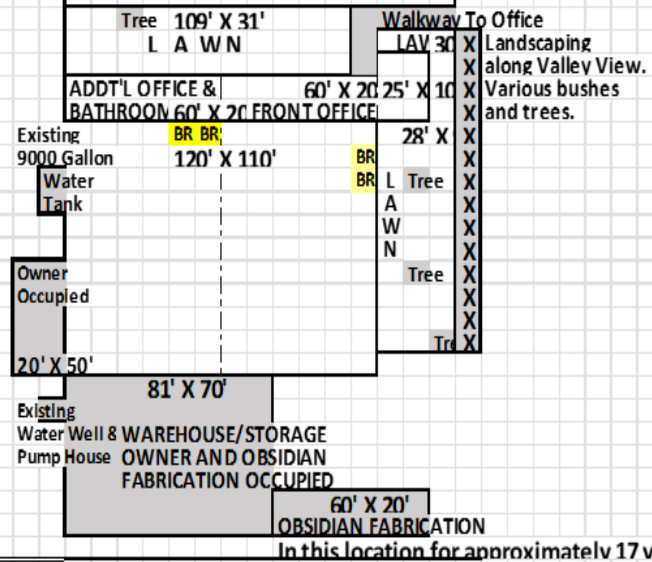 Tree 109' X 31'
Walkway To Office
L A W N
LAW 30
X Landscaping
X along Valley View.
ADDT'L OFFICE & 60' X 20 25' X 10 X Various bushes
BATHROOM 60' X 20 FRONT OFFICE X and trees.
Existing BR BR 28' X X
9000 Gallon 120' X 110' BR X
Water BR L Tree X
Tank A X
W X
N X
Owner Tree X
Occupied X
X
Tre X
20' X 50'
81' X 70'
Existing
Water Well & WAREHOUSE/STORAGE
Pump House OWNER AND OBSIDIAN
FABRICATION OCCUPIED
60' X 20'
OBSIDIAN FABRICATION
In this location for approximately 17 y